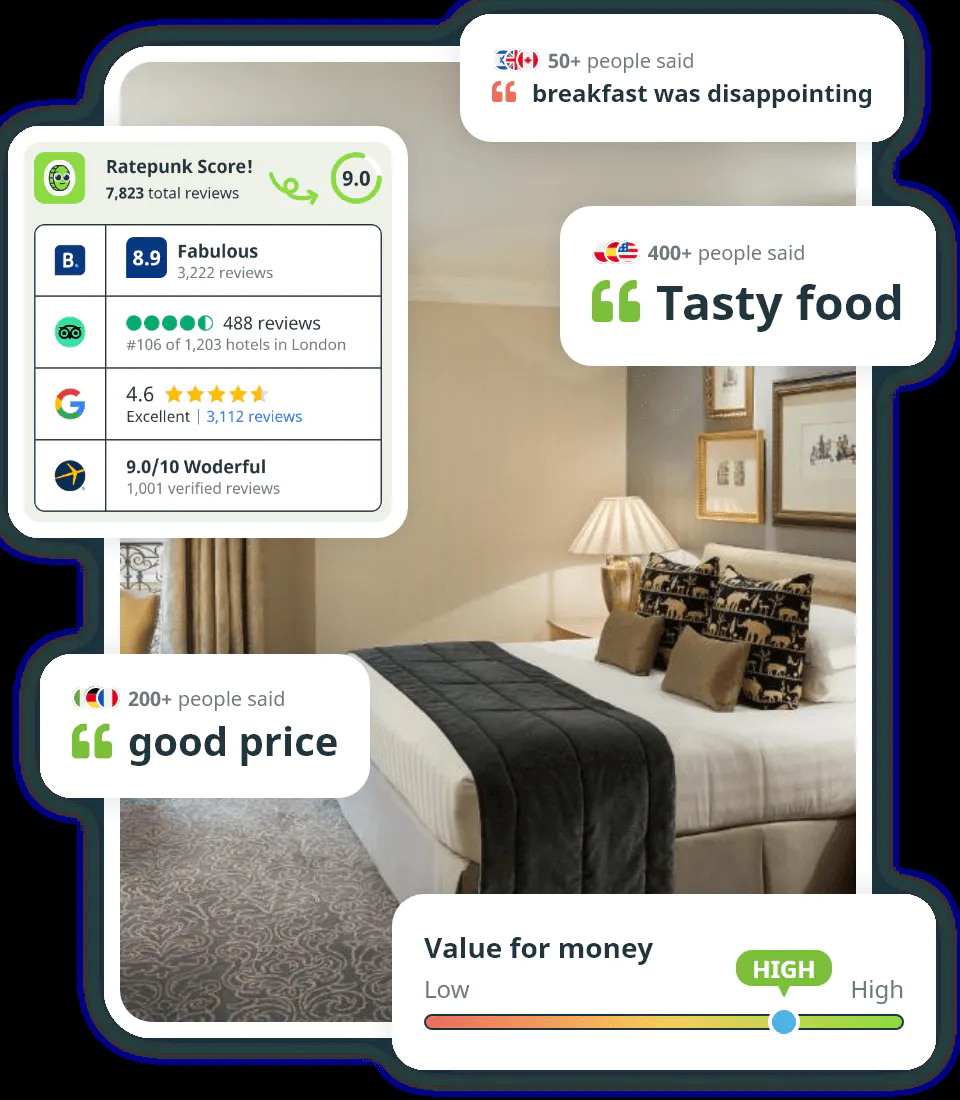 50+ people said
breakfast was disappointing
Ratepunk Score!
7,823 total reviews
9.0
B.
8.9
Fabulous
3,222 reviews
488 reviews
#106 of 1,203 hotels in London
4.6
Excellent | 3,112 reviews
9.0/10 Woderful
1,001 verified reviews
400+ people said
“ Tasty food
200+ people said
“ good price
Value for money
HIGH
Low
High